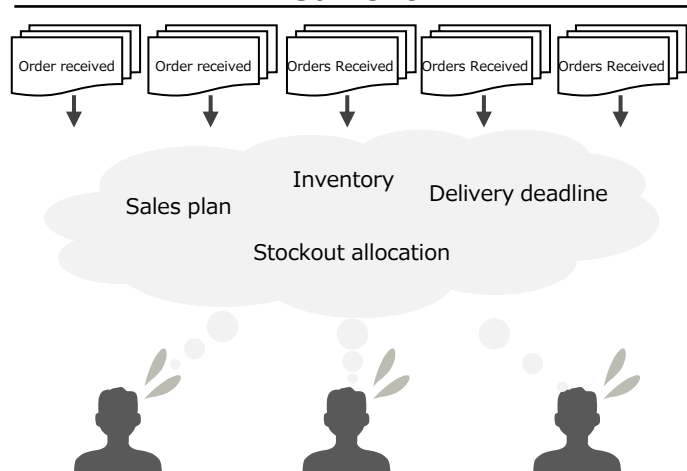 Order received
Order received
Orders Received
Orders Received
Orders Received
Inventory
Delivery deadline
Sales plan
Stockout allocation